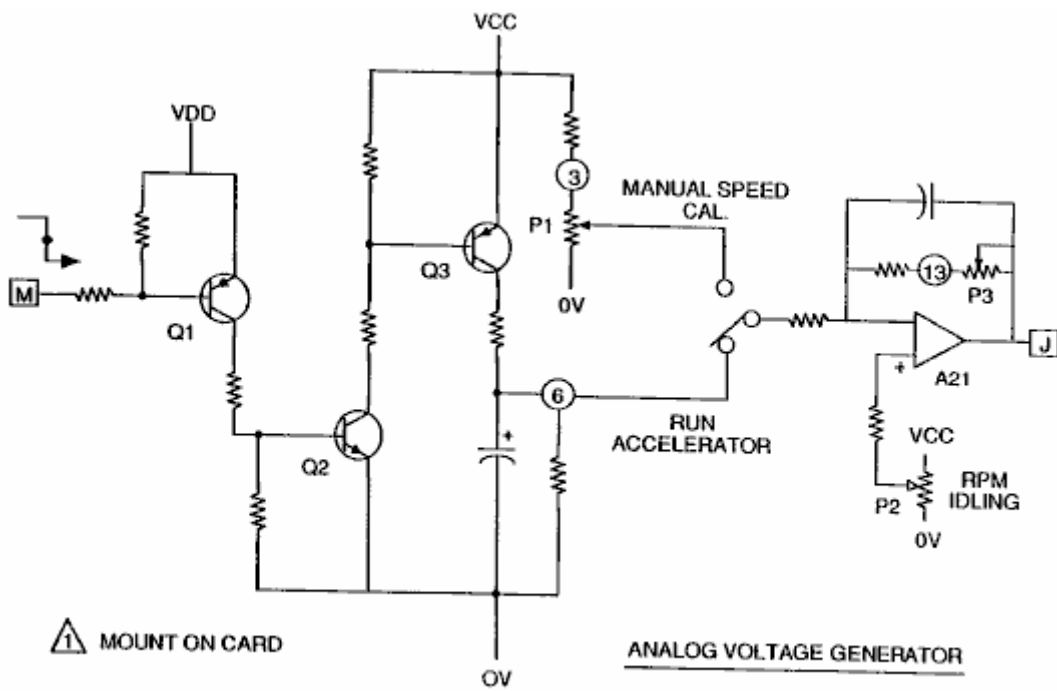 VCC
VDD
3
MANUAL SPEED
CAL.
P1
M
Q1
Q3
0V
13
P3
J
A21
+
+
6
Q2
RUN
ACCELERATOR
VCC
RPM
IDLING
P2
0V
1 MOUNT ON CARD
ANALOG VOLTAGE GENERATOR
OV